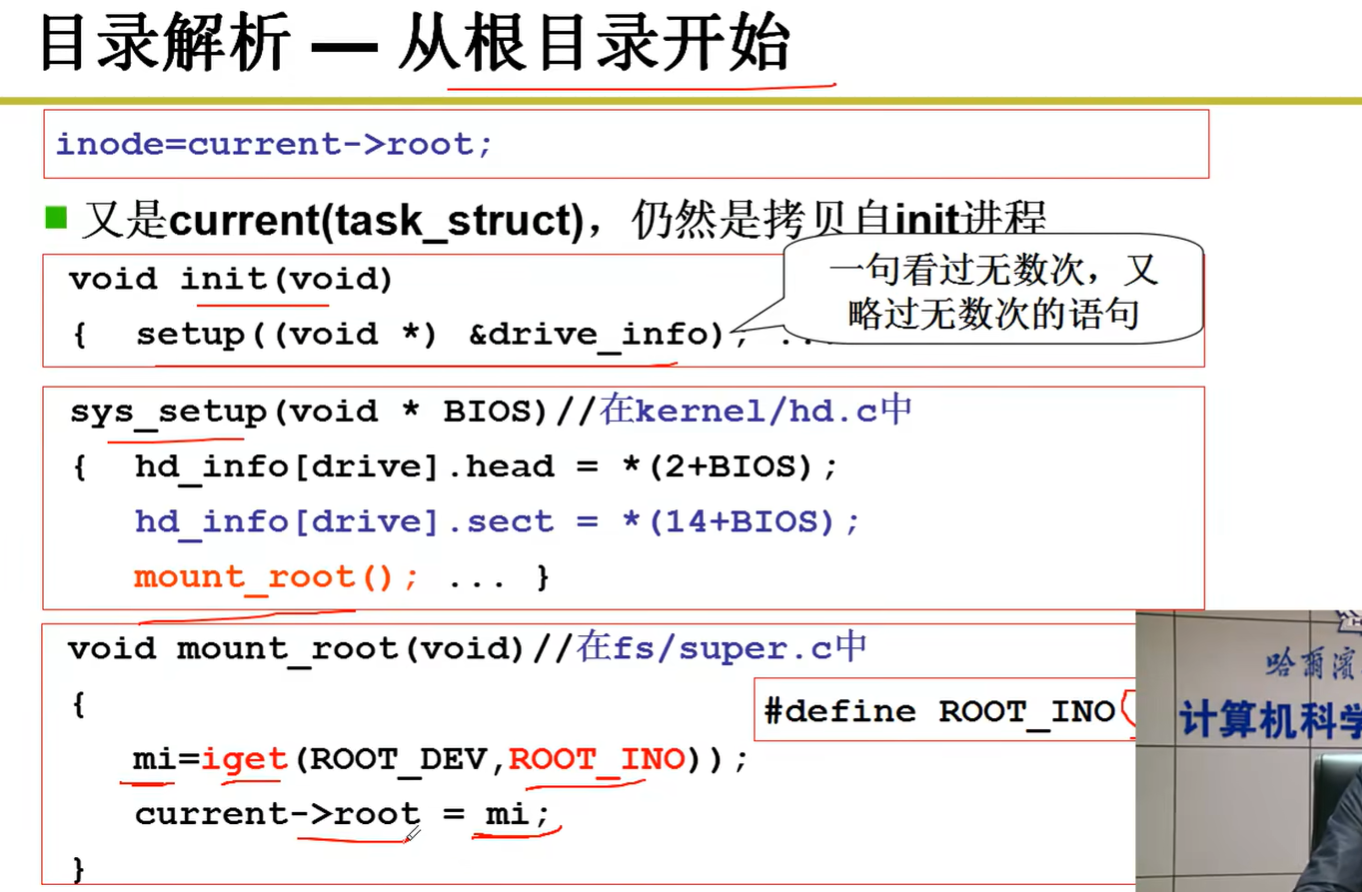 目录解析 — 从根目录开始
inode=current->root;
又是current(task_struct)，仍然是拷贝自init进程
void init(void)
{ setup((void *) &drive_info); ...
一句看过无数次，又
略过无数次的语句
sys_setup(void * BIOS)//在kernel/hd.c中
{ hd_info[drive].head = *(2+BIOS);
hd_info[drive].sect = *(14+BIOS);
mount_root(); ... }
void mount_root(void)//在fs/super.c中
{
#define ROOT_INO
mi=iget(ROOT_DEV,ROOT_INO));
current->root = mi;
}
哈爾濱
计算机科学